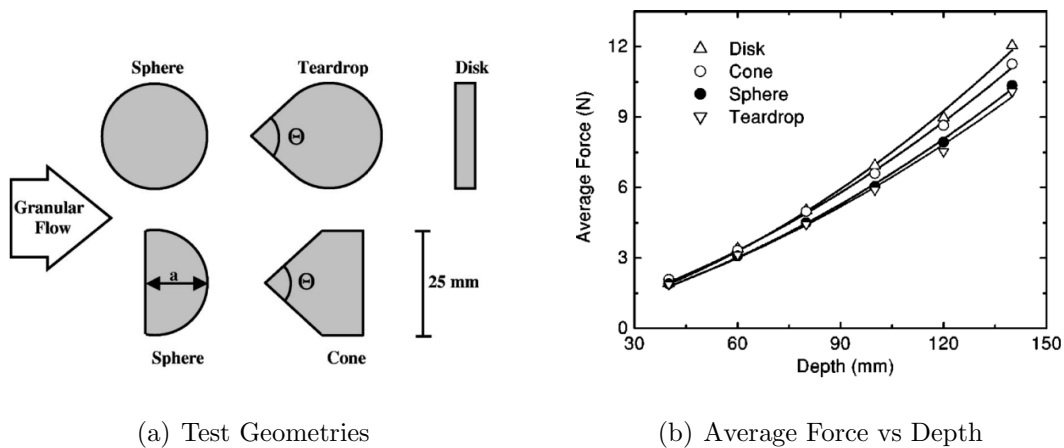 Sphere
Teardrop
Disk
Θ
Granular
Flow
a
Θ
25 mm
Sphere
Cone
(a) Test Geometries
Average Force (N)
12
9
6
3
0
Disk
Cone
Sphere
Teardrop
30
60
90
120
150
Depth (mm)
(b) Average Force vs Depth